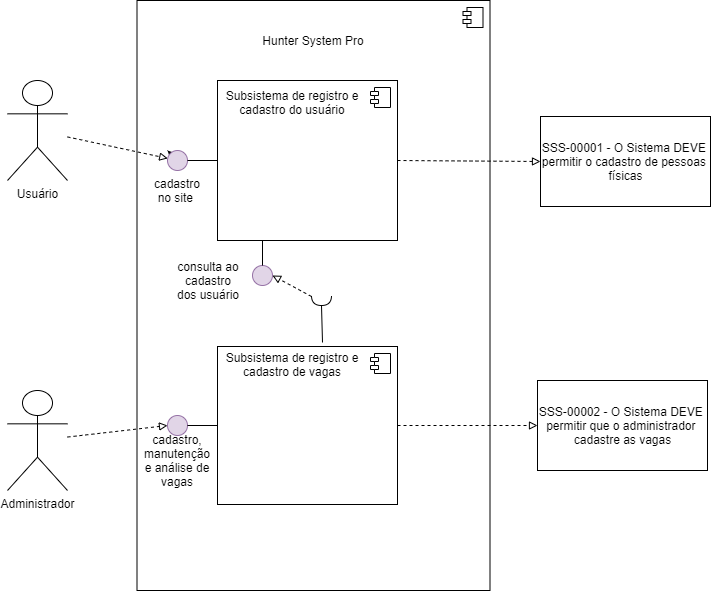 Hunter System Pro
Subsistema de registro e
cadastro do usuário
Usuário
cadastro
no site
SSS-00001 - O Sistema DEVE
permitir o cadastro de pessoas
físicas
consulta ao
cadastro
dos usuário
Subsistema de registro e
cadastro de vagas
Administrador
cadastro,
manutenção
e análise de
vagas
SSS-00002 - O Sistema DEVE
permitir que o administrador
cadastre as vagas